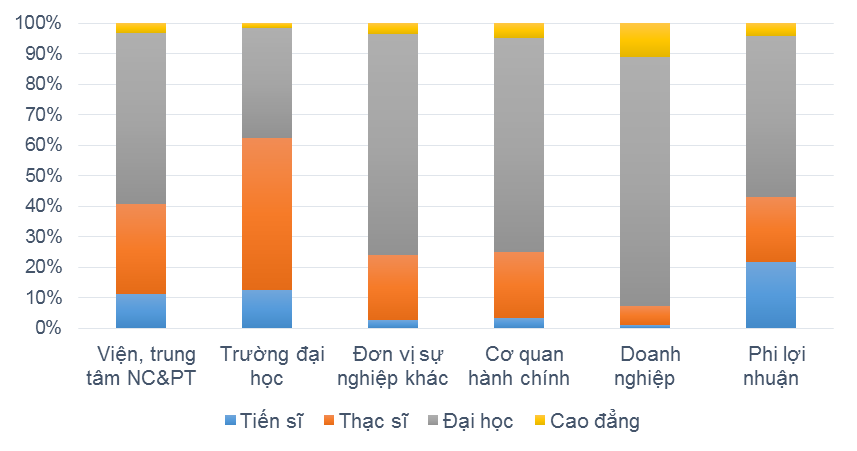 100%
90%
80%
70%
60%
50%
40%
30%
20%
10%
0%
Viện, trung
tâm NC&PT
Trường đại
học
Đơn vị sự
nghiệp khác
Cơ quan
hành chính
Doanh
nghiệp
Phi lợi
nhuận
Tiến sĩ
Thạc sĩ
Đại học
Cao đẳng